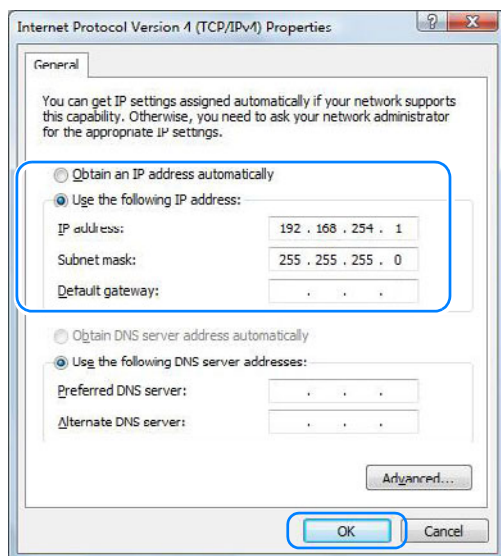 Internet Protocol Version 4 (TCP/IPv4) Properties
General
You can get IP settings assigned automatically if your network supports
this capability. Otherwise, you need to ask your network administrator
for the appropriate IP settings.
Obtain an IP address automatically
Use the following IP address:
IP address: 192 . 168 . 254 . 1
Subnet mask: 255 . 255 . 255 . 0
Default gateway: . . .
Obtain DNS server address automatically
Use the following DNS server addresses:
Preferred DNS server: . . .
Alternate DNS server: . . .
Advanced...
OK Cancel